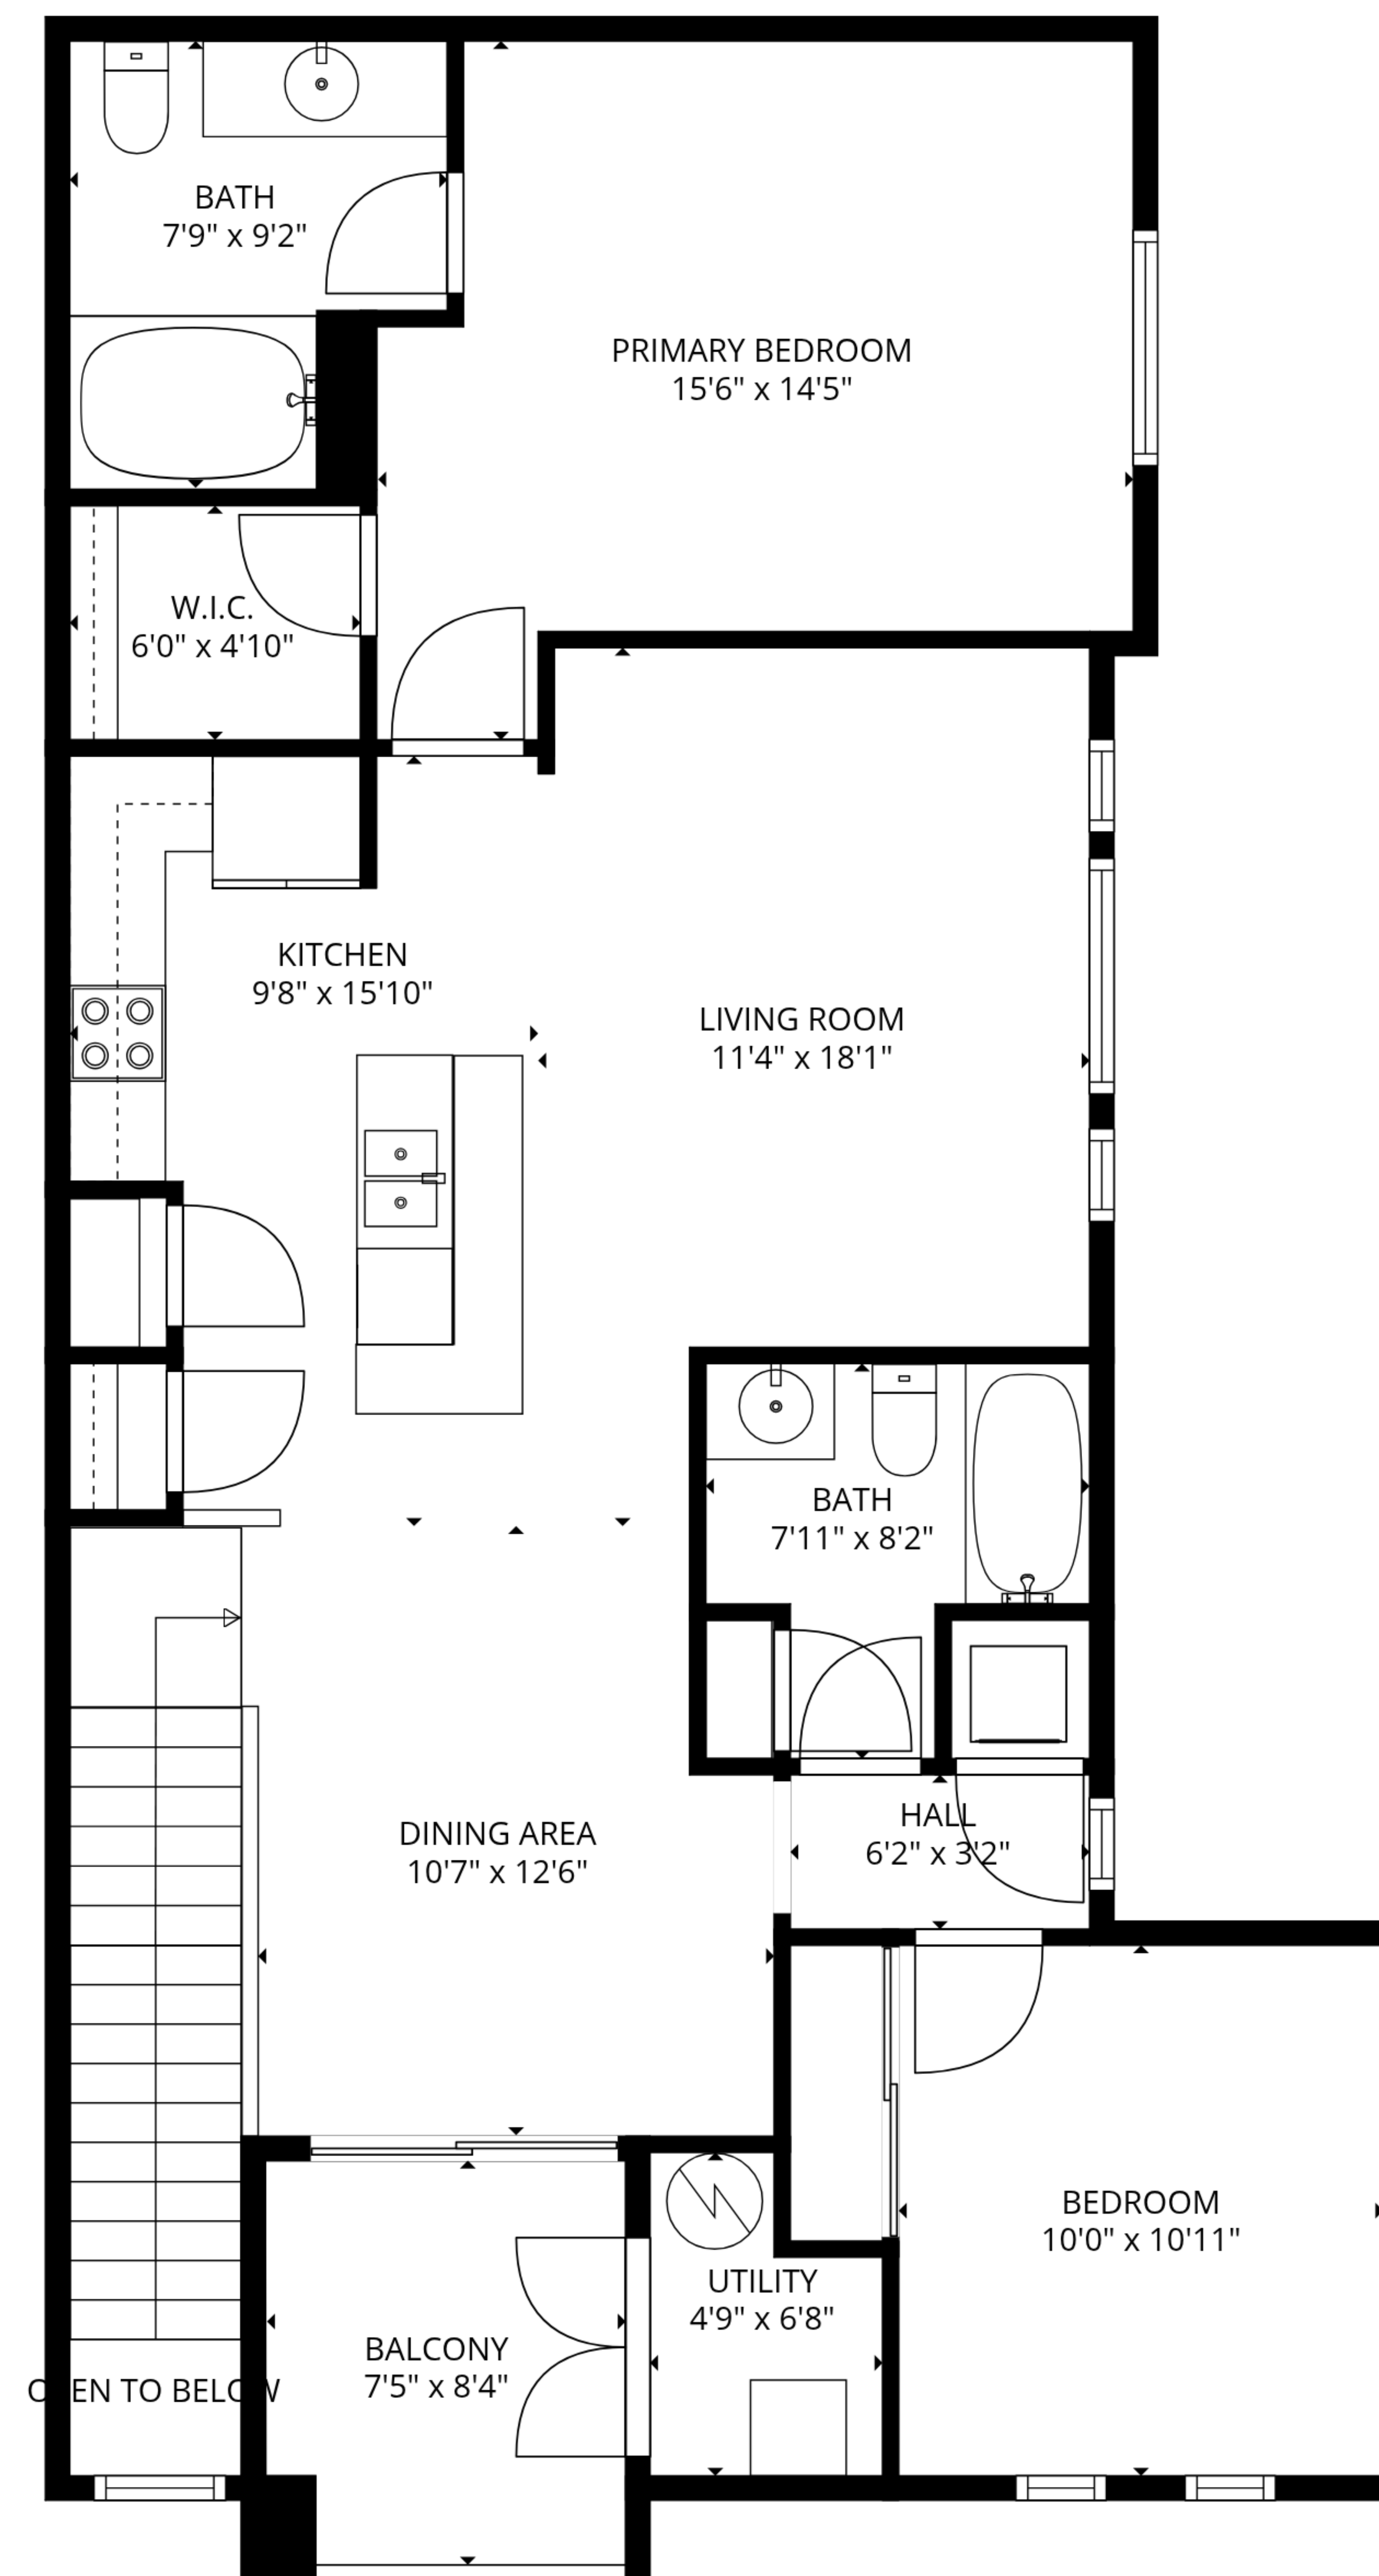 BATH
7'9" x 9'2"
PRIMARY BEDROOM
15'6" x 14'5"
W.I.C.
6'0" x 4'10"
KITCHEN
9'8" x 15'10"
LIVING ROOM
11'4" x 18'1"
BATH
7'11" x 8'2"
HALL
6'2" x 3'2"
DINING AREA
10'7" x 12'6"
BEDROOM
10'0" x 10'11"
UTILITY
4'9" x 6'8"
BALCONY
7'5" x 8'4"
OPEN TO BELOW